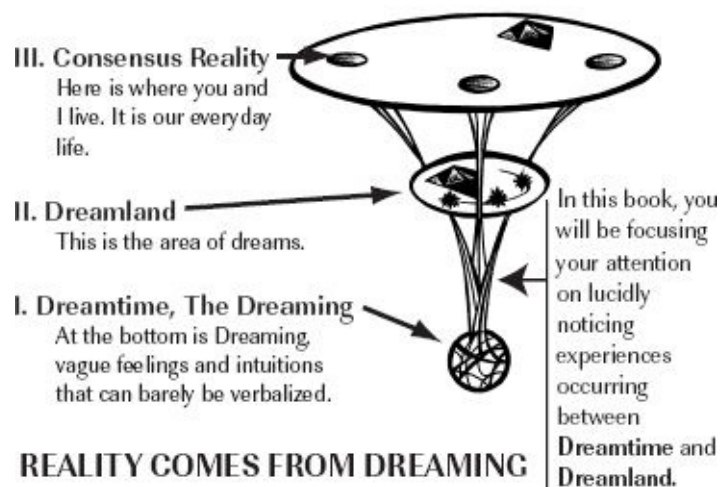 III. Consensus Reality
Here is where you and
I live. It is our everyday
life.
II. Dreamland
This is the area of dreams.
I. Dreamtime, The Dreaming
At the bottom is Dreaming,
vague feelings and intuitions
that can barely be verbalized.
In this book, you
will be focusing
your attention
on lucidly
noticing
experiences
occurring
between
Dreamtime and
Dreamland.
REALITY COMES FROM DREAMING